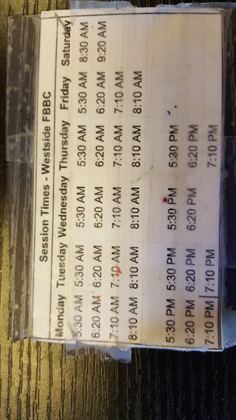 Session Times - Westside FBBC
Monday Tuesday Wednesday Thursday Friday Saturday
5:30 AM 5:30 AM 5:30 AM 5:30 AM 5:30 AM 8:30 AM
6:20 AM 6:20 AM 6:20 AM 6:20 AM 6:20 AM 9:20 AM
7:10 AM 7:10 AM 7:10 AM 7:10 AM 7:10 AM
8:10 AM 8:10 AM 8:10 AM 8:10 AM 8:10 AM
5:30 PM 5:30 PM 5:30 PM 5:30 PM
6:20 PM 6:20 PM 6:20 PM 6:20 PM
7:10 PM 7:10 PM 7:10 PM